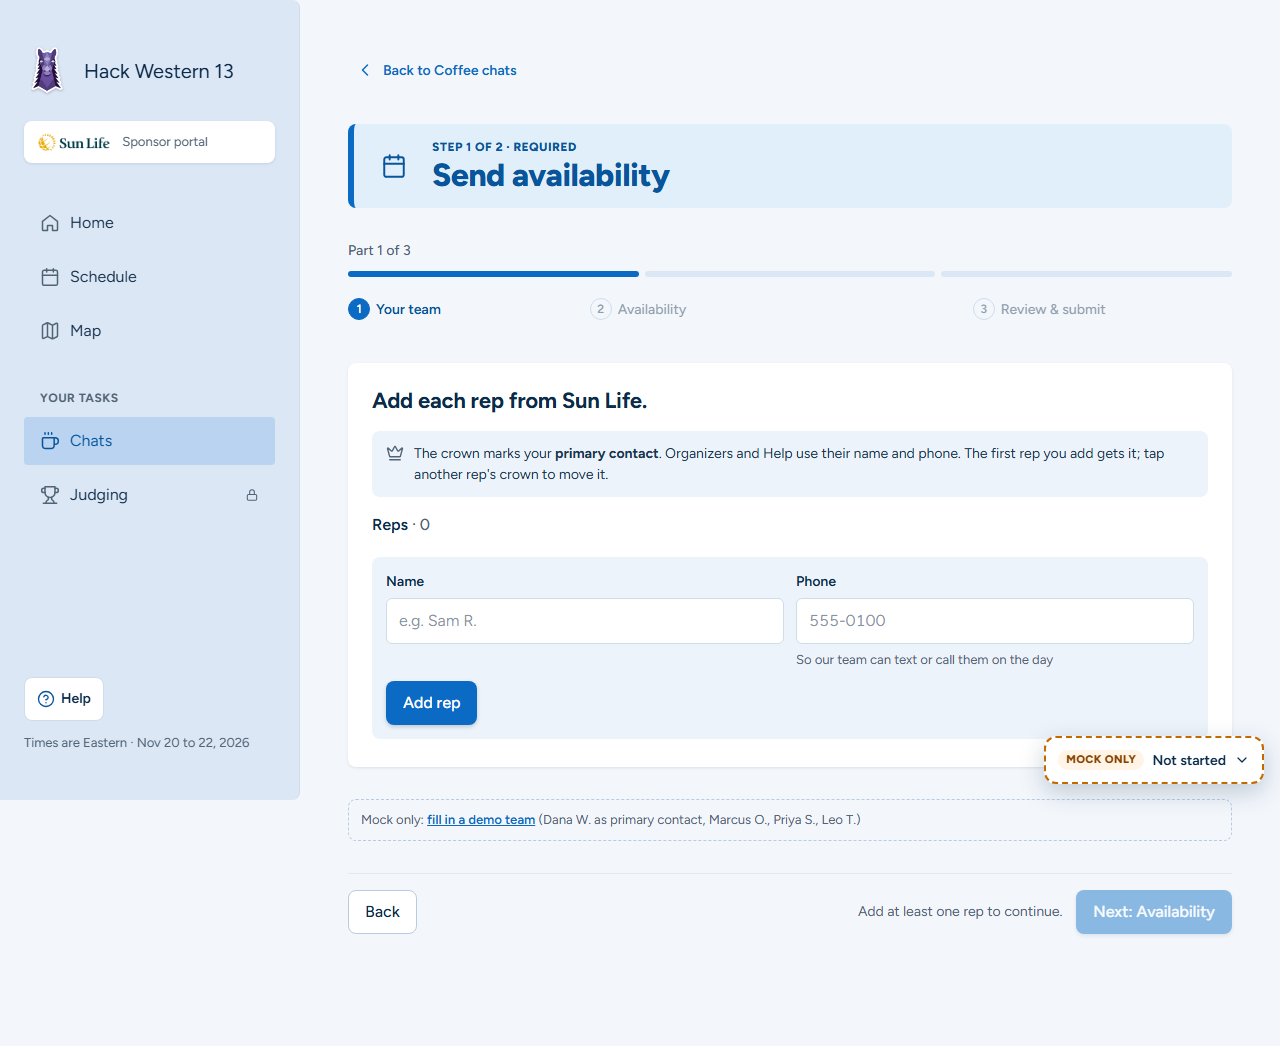 Hack Western 13
Sun Life Sponsor portal
Home
Schedule
Map
YOUR TASKS
Chats
Judging
Help
Times are Eastern · Nov 20 to 22, 2026
Back to Coffee chats
STEP 1 OF 2 · REQUIRED
Send availability
Part 1 of 3
1 Your team
2 Availability
3 Review & submit
Add each rep from Sun Life.
The crown marks your primary contact. Organizers and Help use their name and phone. The first rep you add gets it; tap
another rep's crown to move it.
Reps · 0
Name
Phone
e.g. Sam R.
555-0100
So our team can text or call them on the day
Add rep
MOCK ONLY Not started
Mock only: fill in a demo team (Dana W. as primary contact, Marcus O., Priya S., Leo T.)
Back
Add at least one rep to continue.
Next: Availability